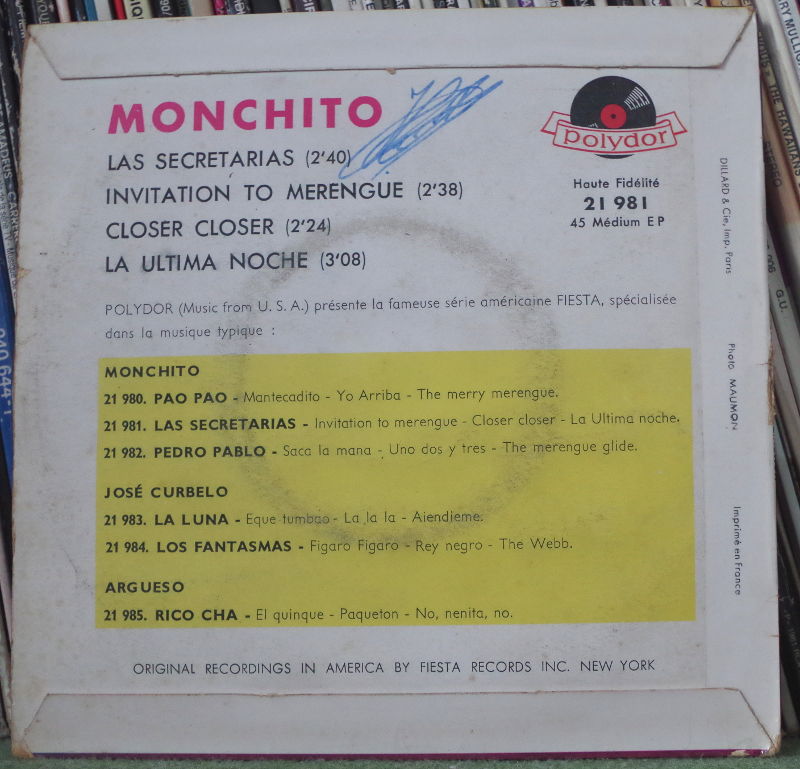 MONCHITO
LAS SECRETARIAS (2'40)
INVITATION TO MERENGUE (2'38)
CLOSER CLOSER (2'24)
LA ULTIMA NOCHE (3'08)
polydor
Haute Fidélité
21 981
45 Médium EP
POLYDOR (Music from U. S. A.) présente la fameuse série américaine FIESTA, spécialisée
dans la musique typique :
MONCHITO
21 980. PAO PAO - Mantecadito - Yo Arriba - The merry merengue.
21 981. LAS SECRETARIAS - Invitation to merengue - Closer closer - La Ultima noche.
21 982. PEDRO PABLO - Saca la mana - Uno dos y tres - The merengue glide.
JOSÉ CURBELO
21 983. LA LUNA - Eque tumbao - La la la - Aiendieme.
21 984. LOS FANTASMAS - Figaro Figaro - Rey negro - The Webb.
ARGUESO
21 985. RICO CHA - El quinque - Paqueton - No, nenita, no.
ORIGINAL RECORDINGS IN AMERICA BY FIESTA RECORDS INC. NEW YORK
DILLARD & Cie, Imp. Paris
Photo MAUMON
Imprimé en France
THE HAWAIIANS
STEREO
G.U.
940 644-1